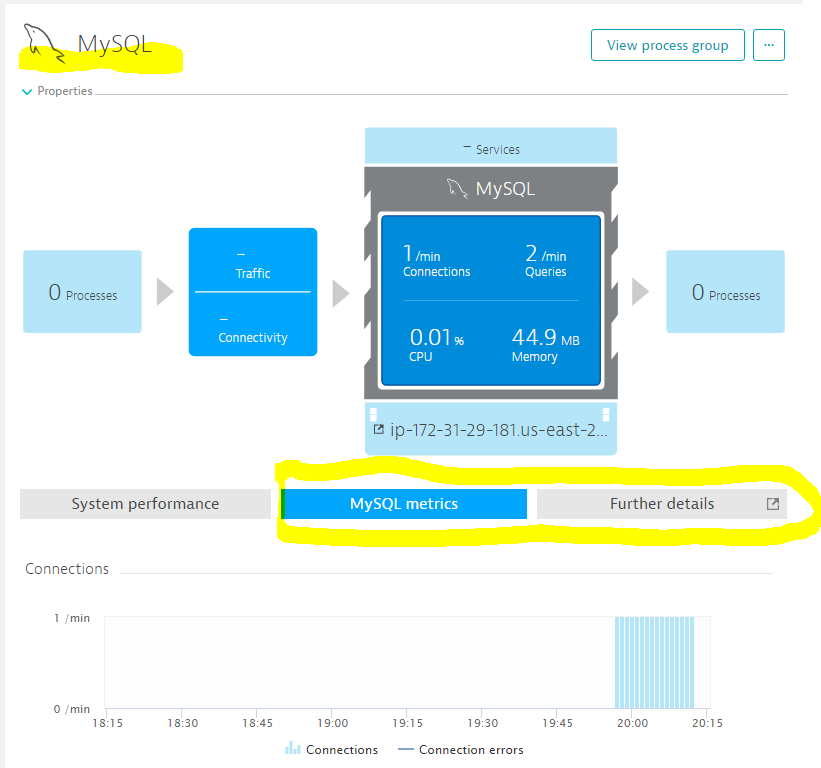 MySQL
View process group
...
Properties
– Services
MySQL
1 /min
Connections
2 /min
Queries
0.01 %
CPU
44.9 MB
Memory
0 Processes
–
Traffic
–
Connectivity
0 Processes
ip-172-31-29-181.us-east-2...
System performance
MySQL metrics
Further details
Connections
1 /min
0 /min
18:15 18:30 18:45 19:00 19:15 19:30 19:45 20:00 20:15
Connections Connection errors